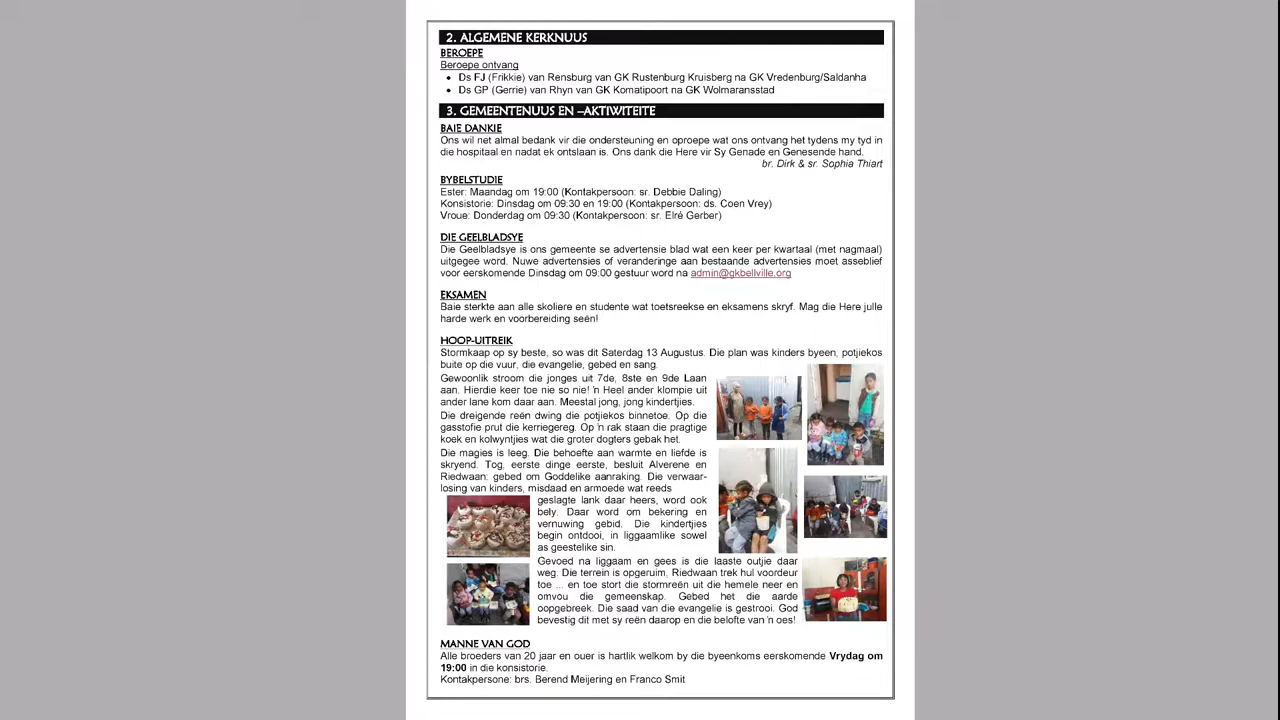 2. ALGEMENE KERKNUUS
BEROEPE
Beroepe ontvang
• Ds FJ (Frikkie) van Rensburg van GK Rustenburg Kruisberg na GK Vredenburg/Saldanha
• Ds GP (Gerrie) van Rhyn van GK Komatipoort na GK Wolmaransstad
3. GEMEENTENUUS EN –AKTIWITEITE
BAIE DANKIE
Ons wil net almal bedank vir die ondersteuning en oproepe wat ons ontvang het tydens my tyd in
die hospitaal en nadat ek ontslaan is. Ons dank die Here vir Sy Genade en Genesende hand.
br. Dirk & sr. Sophia Thiart
BYBELSTUDIE
Ester: Maandag om 19:00 (Kontakpersoon: sr. Debbie Daling)
Konsistorie: Dinsdag om 09:30 en 19:00 (Kontakpersoon: ds. Coen Vrey)
Vroue: Donderdag om 09:30 (Kontakpersoon: sr. Elré Gerber)
DIE GEELBLADSYE
Die Geelbladsye is ons gemeente se advertensie blad wat een keer per kwartaal (met nagmaal)
uitgegee word. Nuwe advertensies of veranderinge aan bestaande advertensies moet asseblief
voor eerskomende Dinsdag om 09:00 gestuur word na admin@gkbellville.org
EKSAMEN
Baie sterkte aan alle skoliere en studente wat toetsreekse en eksamens skryf. Mag die Here julle
harde werk en voorbereiding seën!
HOOP-UITREIK
Stormkaap op sy beste, so was dit Saterdag 13 Augustus. Die plan was kinders byeen, potjiekos
buite op die vuur, die evangelie, gebed en sang.
Gewoonlik stroom die jonges uit 7de, 8ste en 9de Laan
aan. Hierdie keer toe nie so nie! 'n Heel ander klompie uit
ander lane kom daar aan. Meestal jong, jong kindertjies.
Die dreigende reën dwing die potjiekos binnetoe. Op die
gasstofie prut die kerriegereg. Op 'n rak staan die pragtige
koek en kolwyntjies wat die groter dogters gebak het.
Die magies is leeg. Die behoefte aan warmte en liefde is
skryend. Tog, eerste dinge eerste, besluit Alverene en
Riedwaan: gebed om Goddelike aanraking. Die verwaar-
losing van kinders, misdaad en armoede wat reeds
geslagte lank daar heers, word ook
bely. Daar word om bekering en
vernuwing gebid. Die kindertjies
begin ontdooi, in liggaamlike sowel
as geestelike sin.
Gevoed na liggaam en gees is die laaste outjie daar
weg. Die terrein is opgeruim, Riedwaan trek hul voordeur
toe ... en toe stort die stormreën uit die hemele neer en
omvou die gemeenskap. Gebed het die aarde
oopgebreek. Die saad van die evangelie is gestrooi. God
bevestig dit met sy reën daarop en die belofte van 'n oes!
MANNE VAN GOD
Alle broeders van 20 jaar en ouer is hartlik welkom by die byeenkoms eerskomende Vrydag om
19:00 in die konsistorie.
Kontakpersone: brs. Berend Meijering en Franco Smit